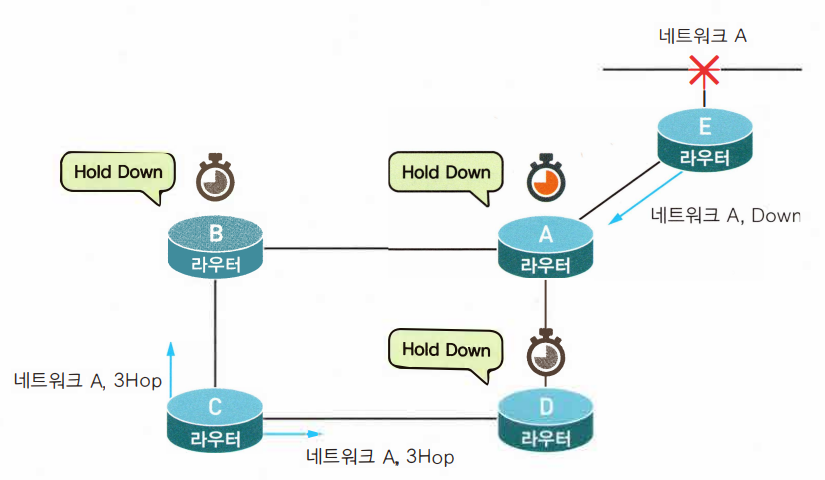 네트워크 A
E
라우터
Hold Down
Hold Down
네트워크 A, Down
B
라우터
A
라우터
Hold Down
네트워크 A, 3Hop
C
라우터
D
라우터
네트워크 A, 3Hop